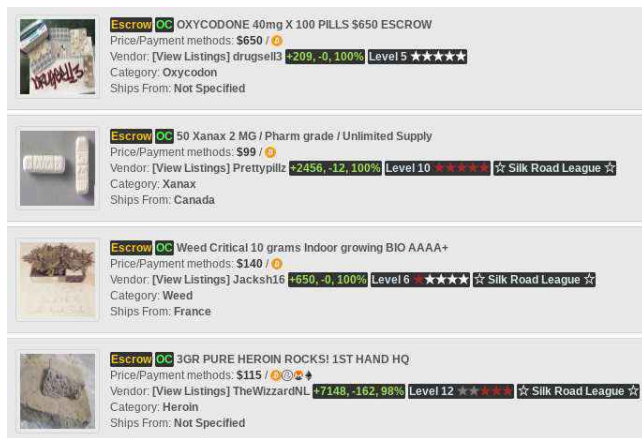 Escrow OC OXYCODONE 40mg X 100 PILLS $650 ESCROW
Price/Payment methods: $650 /
Vendor: [View Listings] drugsell3 +209, -0, 100% Level 5 ★★★★★
Category: Oxycodon
Ships From: Not Specified
Escrow OC 50 Xanax 2 MG / Pharm grade / Unlimited Supply
Price/Payment methods: $99 /
Vendor: [View Listings] Prettypillz +2456, -12, 100% Level 10 ★★★★★ ☆ Silk Road League ☆
Category: Xanax
Ships From: Canada
Escrow OC Weed Critical 10 grams Indoor growing BIO AAAA+
Price/Payment methods: $140 /
Vendor: [View Listings] Jacksh16 +650, -0, 100% Level 6 ★★★★★ ☆ Silk Road League ☆
Category: Weed
Ships From: France
Escrow OC 3GR PURE HEROIN ROCKS! 1ST HAND HQ
Price/Payment methods: $115 /
Vendor: [View Listings] TheWizzardNL +7148, -162, 98% Level 12 ★★★★★ ☆ Silk Road League ☆
Category: Heroin
Ships From: Not Specified